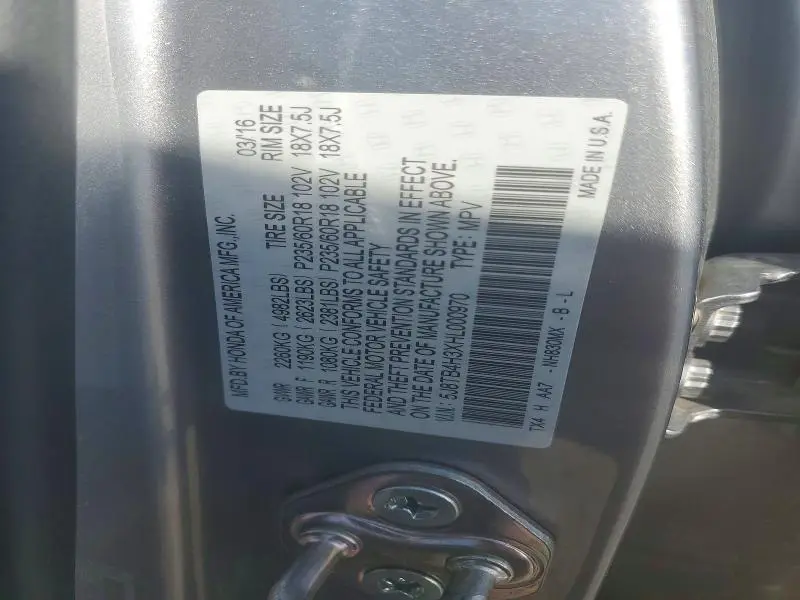 MFD.BY HONDA OF AMERICA MFG.,INC. 03/16
GVWR 2260KG ( 4982LBS) TIRE SIZE RIM SIZE
GAWR F 1190KG ( 2623LBS) P235/60R18 102V 18X7.5J
GAWR R 1080KG ( 2381LBS) P235/60R18 102V 18X7.5J
THIS VEHICLE CONFORMS TO ALL APPLICABLE
FEDERAL MOTOR VEHICLE SAFETY
AND THEFT PREVENTION STANDARDS IN EFFECT
ON THE DATE OF MANUFACTURE SHOWN ABOVE.
V.I.N.: 5J8TB4H3XHL000970 TYPE: MPV
TX4 H AA7 -NH830MX -B - L
MADE IN U.S.A.